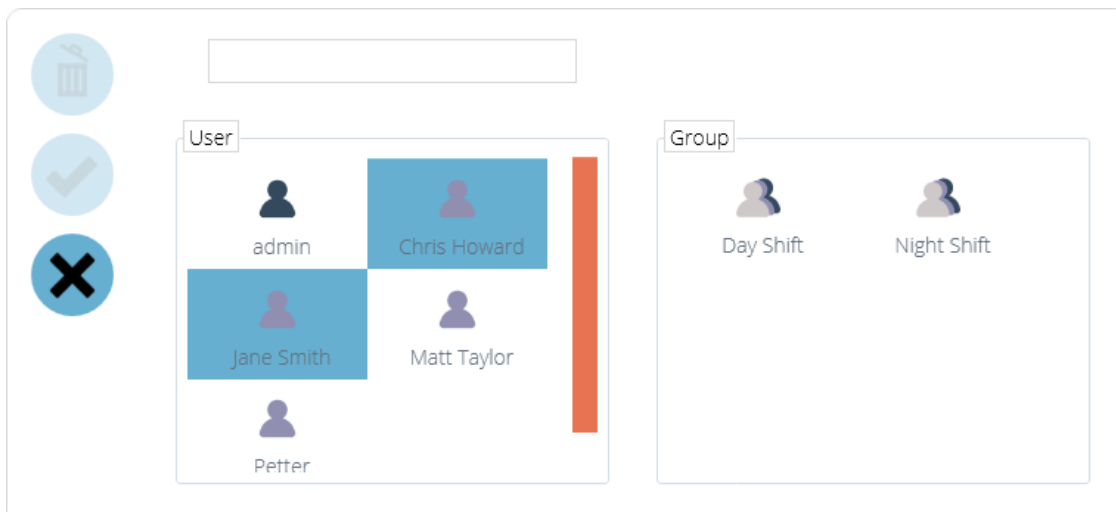 User
Group
admin
Chris Howard
Day Shift
Night Shift
Jane Smith
Matt Taylor
Petter